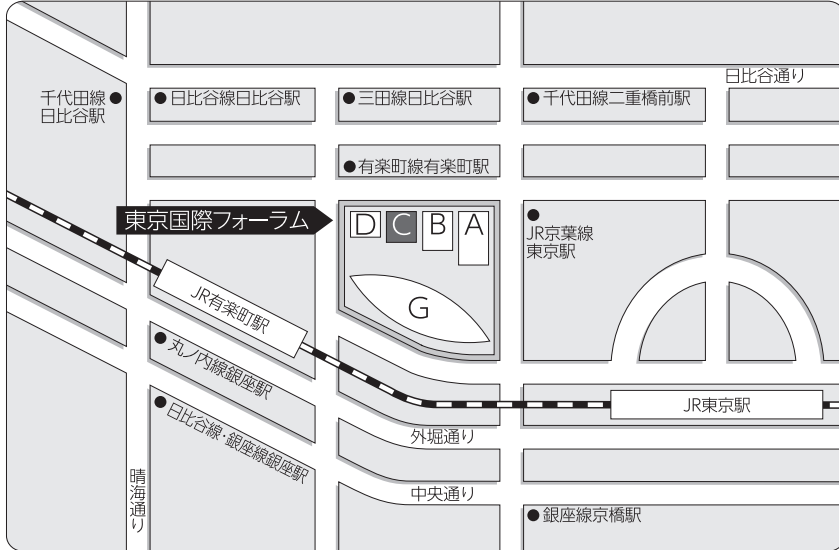 日比谷通り
千代田線
日比谷駅
日比谷線日比谷駅
三田線日比谷駅
千代田線二重橋前駅
有楽町線有楽町駅
東京国際フォーラム
D
C
B
A
G
JR京葉線
東京駅
JR有楽町駅
丸ノ内線銀座駅
日比谷線・銀座線銀座駅
JR東京駅
外堀通り
中央通り
晴海通り
銀座線京橋駅